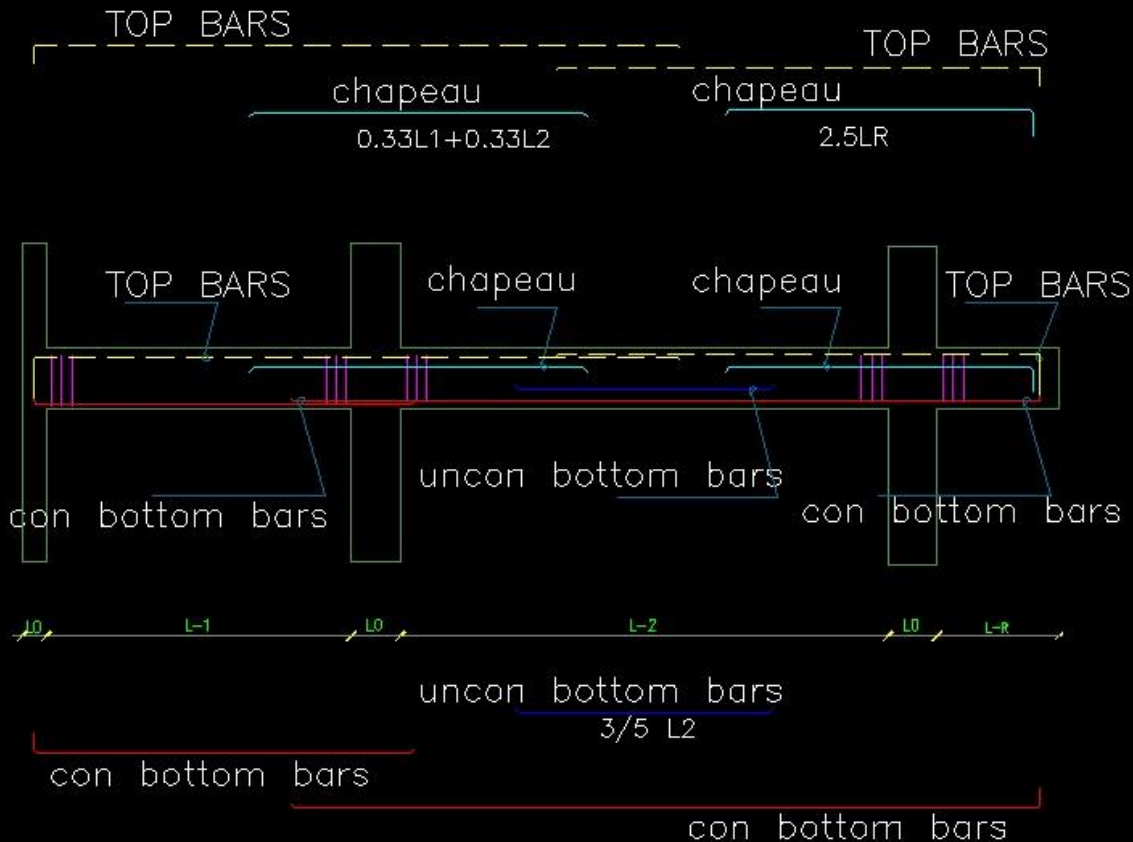 TOP BARS
TOP BARS
chapeau
chapeau
0.33L1+0.33L2
2.5LR
TOP BARS
chapeau
chapeau
TOP BARS
uncon bottom bars
con bottom bars
con bottom bars
L0
L-1
L0
L-2
L0
L-R
uncon bottom bars
3/5 L2
con bottom bars
con bottom bars